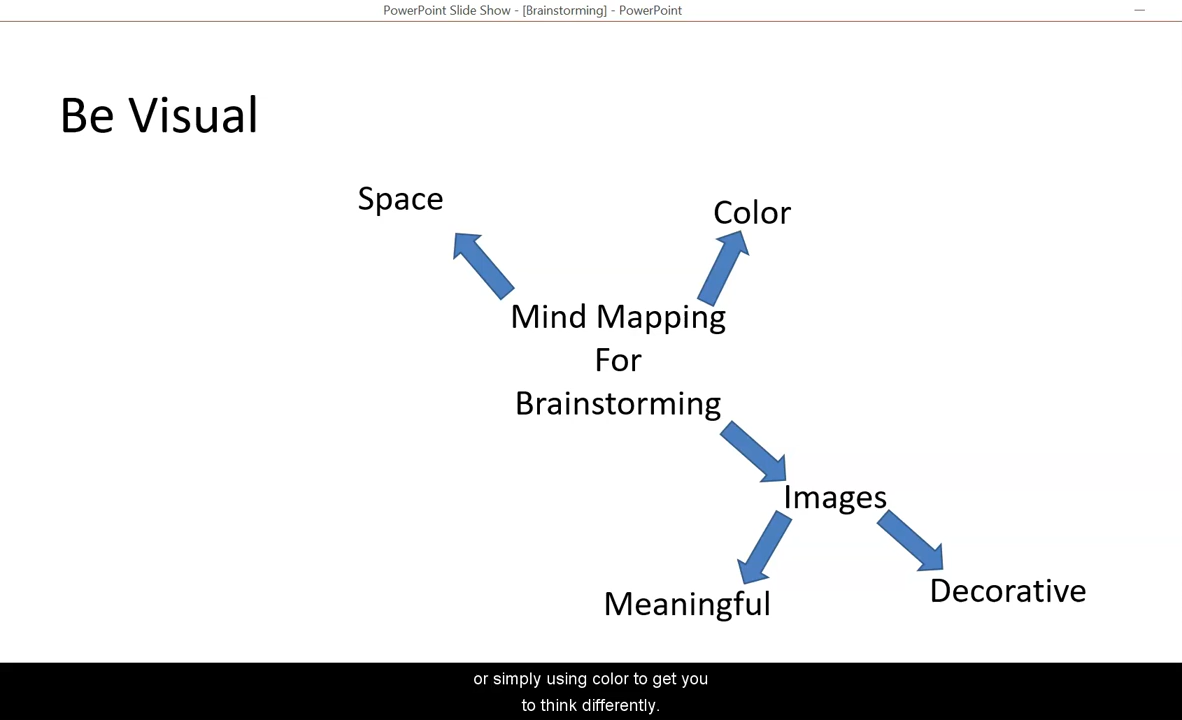 PowerPoint Slide Show - [Brainstorming] - PowerPoint
Be Visual
Space
Color
Mind Mapping
For
Brainstorming
Images
Meaningful
Decorative
or simply using color to get you
to think differently.